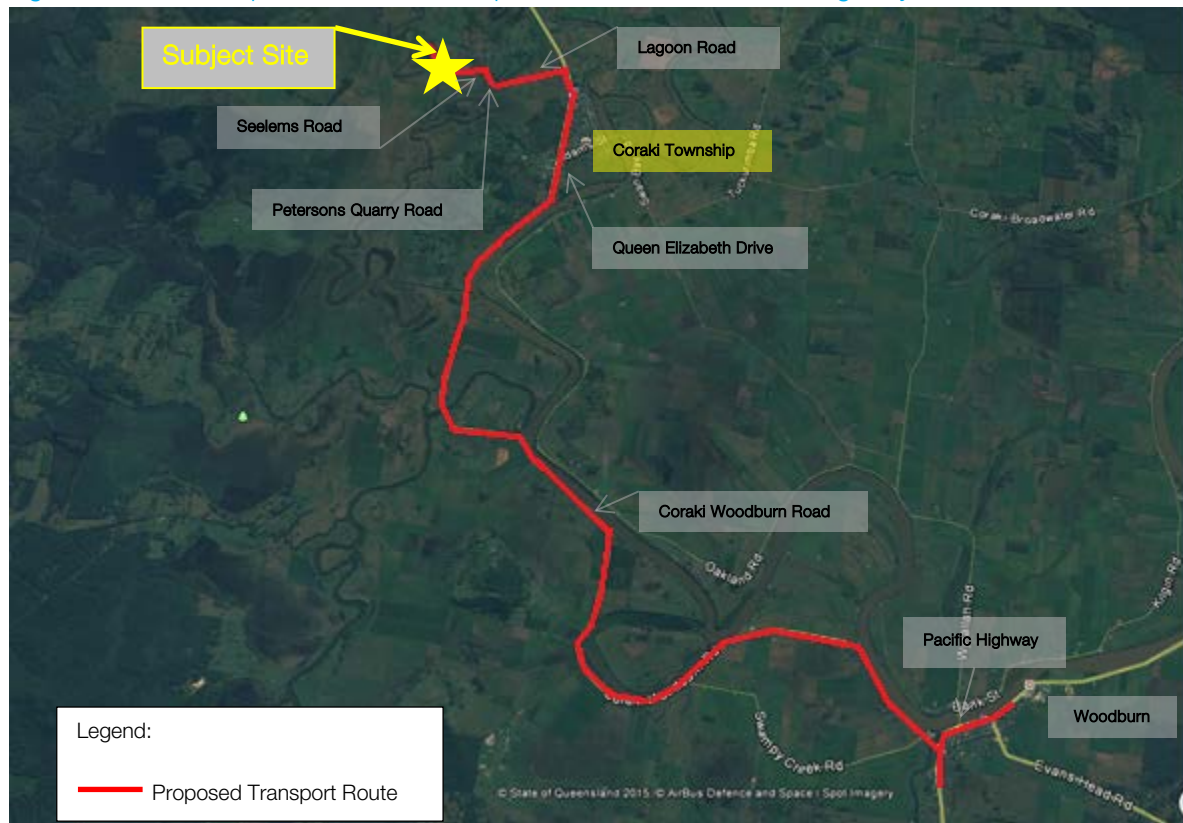 Subject Site
Lagoon Road
Seelems Road
Coraki Township
Petersons Quarry Road
Queen Elizabeth Drive
Coraki-Broadwater Rd
Coraki Woodburn Road
Oakland Rd
Kilgin Rd
Pacific Highway
Bank St
Woodburn
Swampy Creek Rd
Evans-Head-Rd
Legend:
Proposed Transport Route
© State of Queensland 2015, © AirBus Defence and Space / Spot Imagery